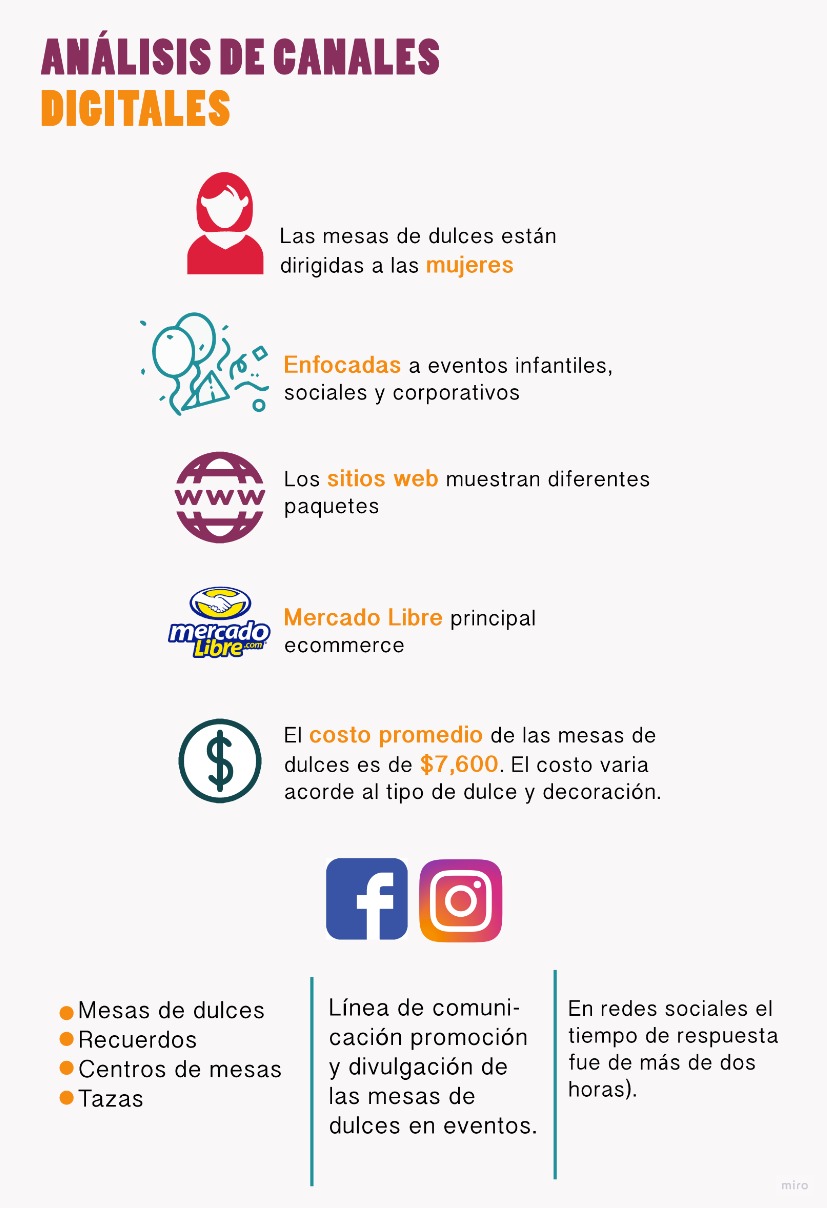 ANÁLISIS DE CANALES
DIGITALES
Las mesas de dulces están
dirigidas a las mujeres
Enfocadas a eventos infantiles,
sociales y corporativos
www
Los sitios web muestran diferentes
paquetes
mercado
Libre.com
Mercado Libre principal
ecommerce
$
El costo promedio de las mesas de
dulces es de $7,600. El costo varia
acorde al tipo de dulce y decoración.
Mesas de dulces
Recuerdos
Centros de mesas
Tazas
Línea de comuni-
cación promoción
y divulgación de
las mesas de
dulces en eventos.
En redes sociales el
tiempo de respuesta
fue de más de dos
horas).
miro